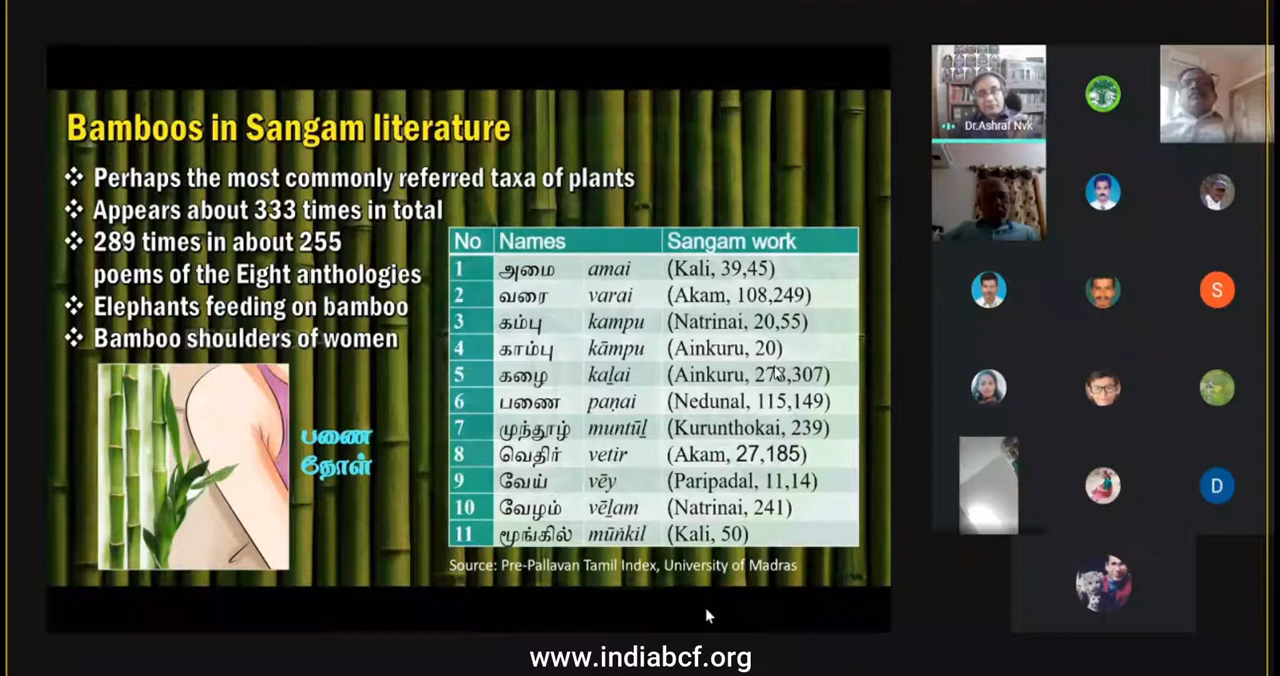 Bamboos in Sangam literature
❖ Perhaps the most commonly referred taxa of plants
❖ Appears about 333 times in total
❖ 289 times in about 255
poems of the Eight anthologies
❖ Elephants feeding on bamboo
❖ Bamboo shoulders of women
பணை
தோள்
No Names Sangam work
1 அமை amai (Kali, 39,45)
2 வரை varai (Akam, 108,249)
3 கம்பு kampu (Natrinai, 20,55)
4 காம்பு kāmpu (Ainkuru, 20)
5 கழை kaḻai (Ainkuru, 278,307)
6 பணை paṇai (Nedunal, 115,149)
7 முந்தூழ் muntūḻ (Kurunthokai, 239)
8 வெதிர் vetir (Akam, 27,185)
9 வேய் vēy (Paripadal, 11,14)
10 வேழம் vēḻam (Natrinai, 241)
11 மூங்கில் mūṅkil (Kali, 50)
Source: Pre-Pallavan Tamil Index, University of Madras
Dr.Ashraf Nvk
S
D
www.indiabcf.org